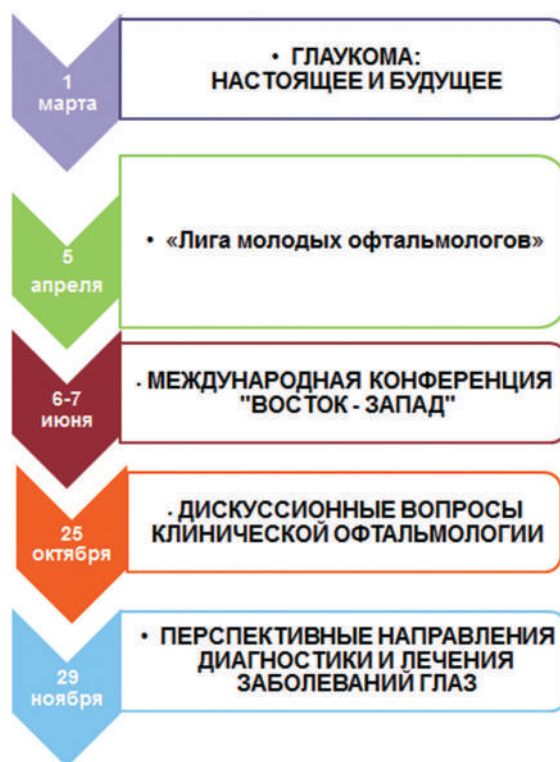 1
марта
• ГЛАУКОМА:
НАСТОЯЩЕЕ И БУДУЩЕЕ
5
апреля
• «Лига молодых офтальмологов»
6-7
июня
· МЕЖДУНАРОДНАЯ КОНФЕРЕНЦИЯ
"ВОСТОК - ЗАПАД"
25
октября
· ДИСКУССИОННЫЕ ВОПРОСЫ
КЛИНИЧЕСКОЙ ОФТАЛЬМОЛОГИИ
29
ноября
• ПЕРСПЕКТИВНЫЕ НАПРАВЛЕНИЯ
ДИАГНОСТИКИ И ЛЕЧЕНИЯ
ЗАБОЛЕВАНИЙ ГЛАЗ